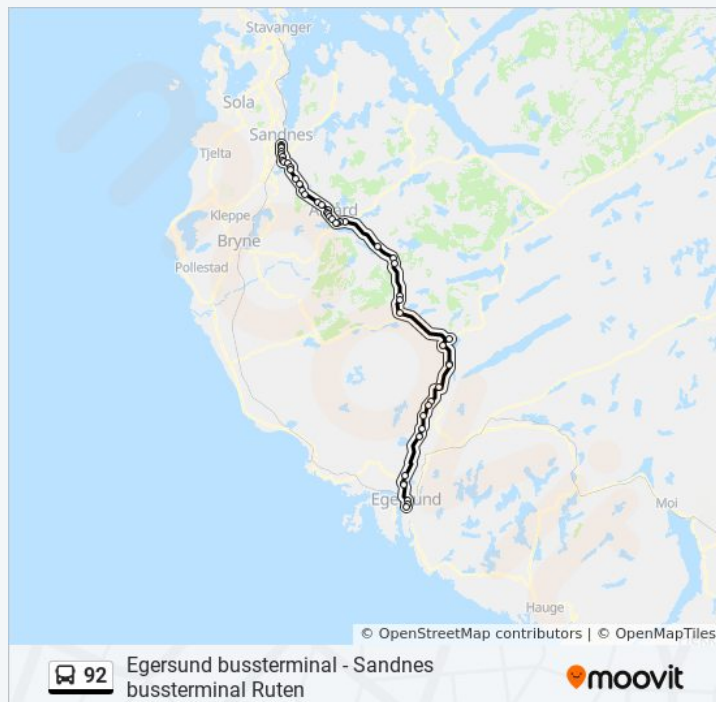 Stavanger
Sola
Sandnes
Tjelta
Ålgård
Kleppe
Bryne
Pollestad
Egersund
Moi
Hauge
© OpenStreetMap contributors | © OpenMapTiles
92
Egersund bussterminal - Sandnes
bussterminal Ruten
moovit